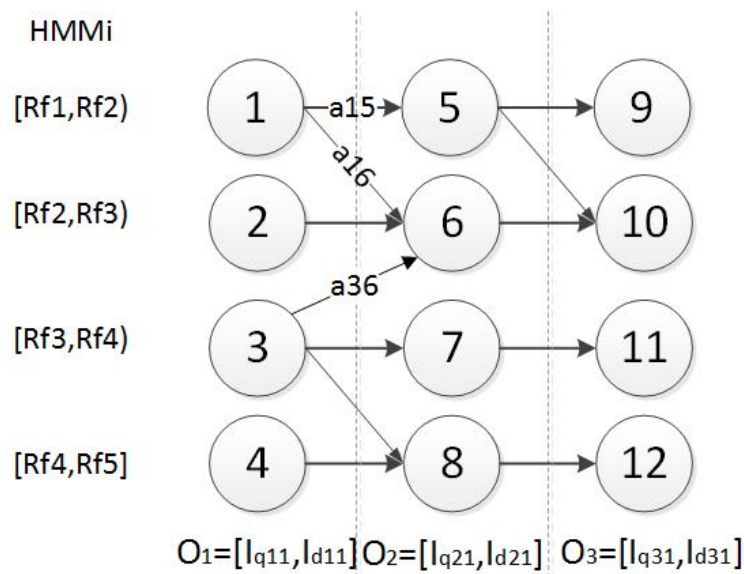 HMMi
[Rf1,Rf2) 1 a15 5 9
a16
[Rf2,Rf3) 2 6 10
a36
[Rf3,Rf4) 3 7 11
[Rf4,Rf5] 4 8 12
O1=[Iq11,Id11] O2=[Iq21,Id21] O3=[Iq31,Id31]